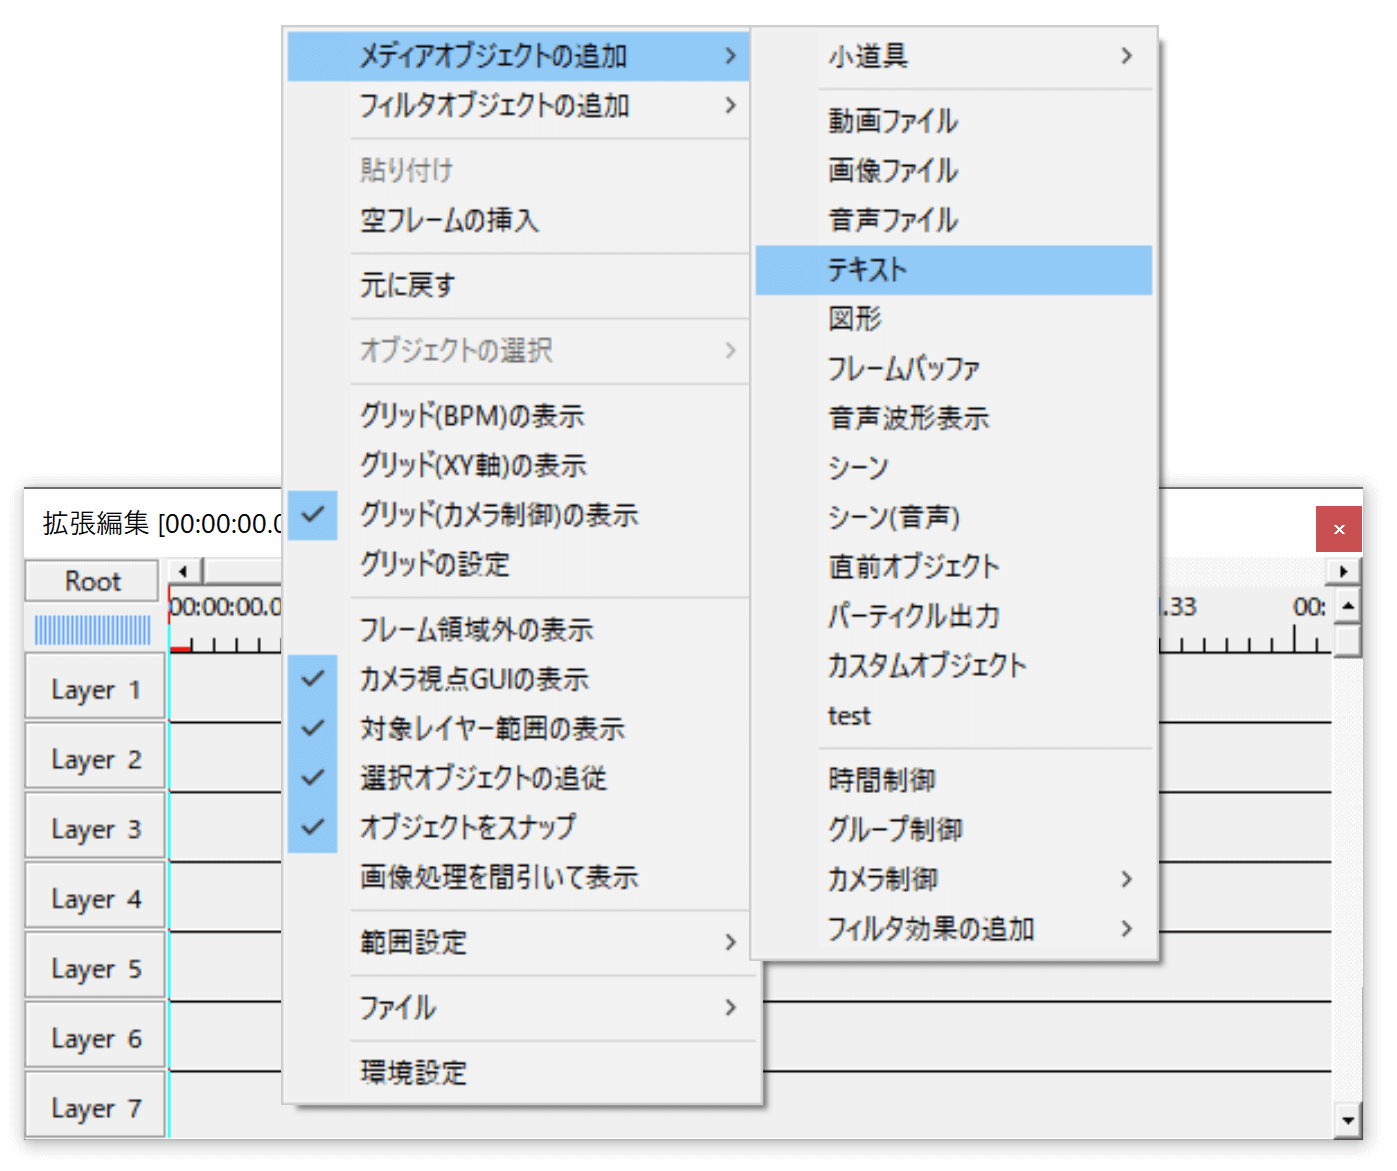 メディアオブジェクトの追加
フィルタオブジェクトの追加
貼り付け
空フレームの挿入
元に戻す
オブジェクトの選択
グリッド(BPM)の表示
グリッド(XY軸)の表示
グリッド(カメラ制御)の表示
グリッドの設定
フレーム領域外の表示
カメラ視点GUIの表示
対象レイヤー範囲の表示
選択オブジェクトの追従
オブジェクトをスナップ
画像処理を間引いて表示
範囲設定
ファイル
環境設定
小道具
動画ファイル
画像ファイル
音声ファイル
テキスト
図形
フレームバッファ
音声波形表示
シーン
シーン(音声)
直前オブジェクト
パーティクル出力
カスタムオブジェクト
test
時間制御
グループ制御
カメラ制御
フィルタ効果の追加
拡張編集 [00:00:00.0
Root
00:00:00.0
.33
00:
Layer 1
Layer 2
Layer 3
Layer 4
Layer 5
Layer 6
Layer 7